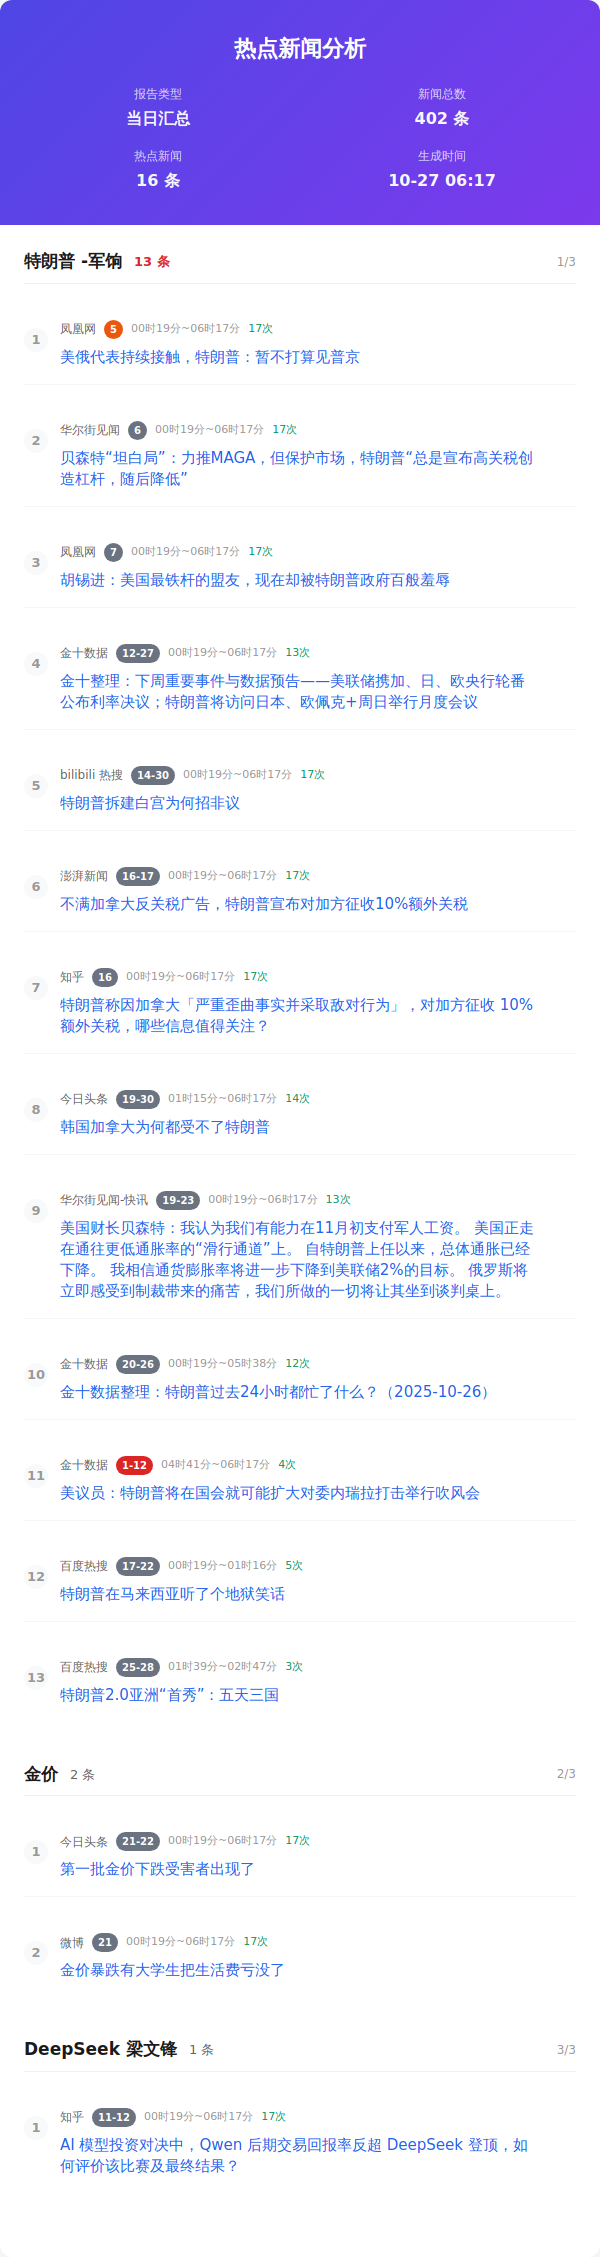 热点新闻分析
报告类型
新闻总数
当日汇总
402 条
热点新闻
生成时间
16 条
10-27 06:17
特朗普 -军饷 13 条 1/3
1
凤凰网 5 00时19分~06时17分 17次
美俄代表持续接触，特朗普：暂不打算见普京
2
华尔街见闻 6 00时19分~06时17分 17次
贝森特“坦白局”：力推MAGA，但保护市场，特朗普“总是宣布高关税创
造杠杆，随后降低”
3
凤凰网 7 00时19分~06时17分 17次
胡锡进：美国最铁杆的盟友，现在却被特朗普政府百般羞辱
4
金十数据 12-27 00时19分~06时17分 13次
金十整理：下周重要事件与数据预告——美联储携加、日、欧央行轮番
公布利率决议；特朗普将访问日本、欧佩克+周日举行月度会议
5
bilibili 热搜 14-30 00时19分~06时17分 17次
特朗普拆建白宫为何招非议
6
澎湃新闻 16-17 00时19分~06时17分 17次
不满加拿大反关税广告，特朗普宣布对加方征收10%额外关税
7
知乎 16 00时19分~06时17分 17次
特朗普称因加拿大「严重歪曲事实并采取敌对行为」，对加方征收 10%
额外关税，哪些信息值得关注？
8
今日头条 19-30 01时15分~06时17分 14次
韩国加拿大为何都受不了特朗普
9
华尔街见闻-快讯 19-23 00时19分~06时17分 13次
美国财长贝森特：我认为我们有能力在11月初支付军人工资。 美国正走
在通往更低通胀率的“滑行通道”上。 自特朗普上任以来，总体通胀已经
下降。 我相信通货膨胀率将进一步下降到美联储2%的目标。 俄罗斯将
立即感受到制裁带来的痛苦，我们所做的一切将让其坐到谈判桌上。
10
金十数据 20-26 00时19分~05时38分 12次
金十数据整理：特朗普过去24小时都忙了什么？（2025-10-26）
11
金十数据 1-12 04时41分~06时17分 4次
美议员：特朗普将在国会就可能扩大对委内瑞拉打击举行吹风会
12
百度热搜 17-22 00时19分~01时16分 5次
特朗普在马来西亚听了个地狱笑话
13
百度热搜 25-28 01时39分~02时47分 3次
特朗普2.0亚洲“首秀”：五天三国
金价 2 条 2/3
1
今日头条 21-22 00时19分~06时17分 17次
第一批金价下跌受害者出现了
2
微博 21 00时19分~06时17分 17次
金价暴跌有大学生把生活费亏没了
DeepSeek 梁文锋 1 条 3/3
1
知乎 11-12 00时19分~06时17分 17次
AI 模型投资对决中，Qwen 后期交易回报率反超 DeepSeek 登顶，如
何评价该比赛及最终结果？